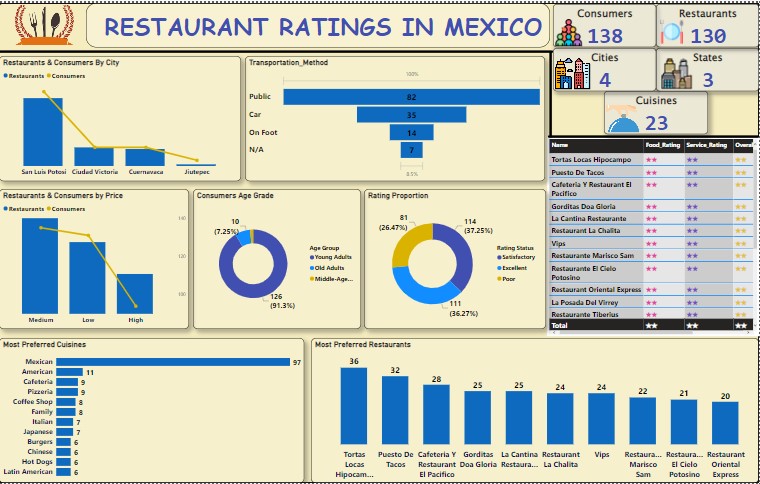 RESTAURANT RATINGS IN MEXICO
Consumers
138
Restaurants
130
Cities
4
States
3
Cuisines
23
Restaurants & Consumers By City
Restaurants Consumers
San Luis Potosi Ciudad Victoria Cuernavaca Jiutepec
Transportation_Method
100%
Public 82
Car 35
On Foot 14
N/A 7
8.5%
Restaurants & Consumers by Price
Restaurants Consumers
140
120
100
Medium Low High
Consumers Age Grade
10
(7.25%)
126
(91.3%)
Age Group
Young Adults
Old Adults
Middle-Age...
Rating Proportion
81
(26.47%)
114
(37.25%)
111
(36.27%)
Rating Status
Satisfactory
Excellent
Poor
Name Food_Rating Service_Rating Overal
Tortas Locas Hipocampo
Puesto De Tacos
Cafeteria Y Restaurant El
Pacifico
Gorditas Doa Gloria
La Cantina Restaurante
Restaurant La Chalita
Vips
Restaurante Marisco Sam
Restaurante El Cielo
Potosino
Restaurant Oriental Express
La Posada Del Virrey
Restaurante Tiberius
Total
Most Preferred Cuisines
Mexican 97
American 11
Cafeteria 9
Pizzeria 9
Coffee Shop 8
Family 8
Italian 7
Japanese 7
Burgers 6
Chinese 6
Hot Dogs 6
Latin American 6
Most Preferred Restaurants
36 32 28 25 25 24 24 22 21 20
Tortas Puesto De Cafeteria Y Gorditas La Cantina Restaurant Vips Restaura... Restaura... Restaurant
Locas Tacos Restaurant Doa Gloria Restaura... La Chalita Marisco El Cielo Oriental
Hipocam... El Pacifico Sam Potosino Express